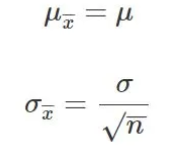 μ_x̅ = μ
σ_x̅ = σ / √n